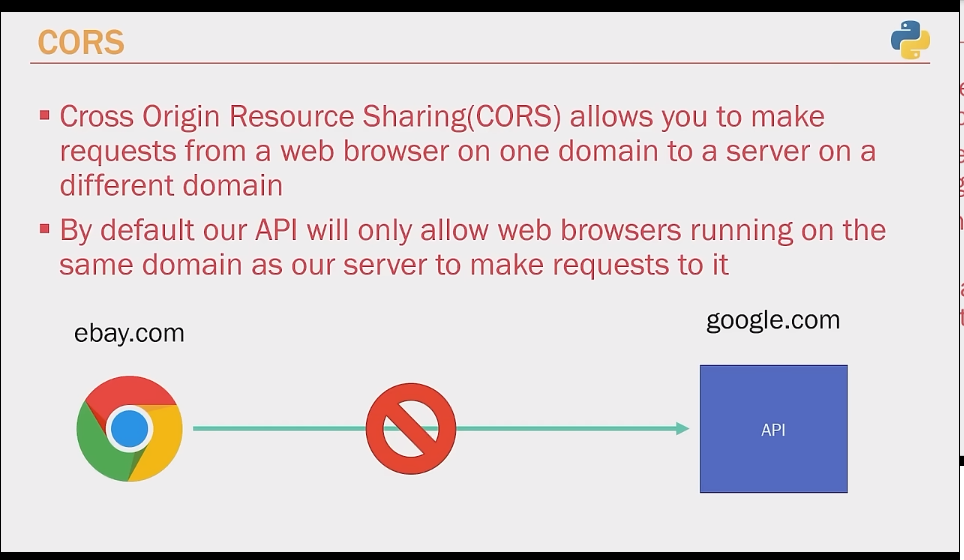 CORS
Cross Origin Resource Sharing(CORS) allows you to make
requests from a web browser on one domain to a server on a
different domain
By default our API will only allow web browsers running on the
same domain as our server to make requests to it
ebay.com
google.com
API